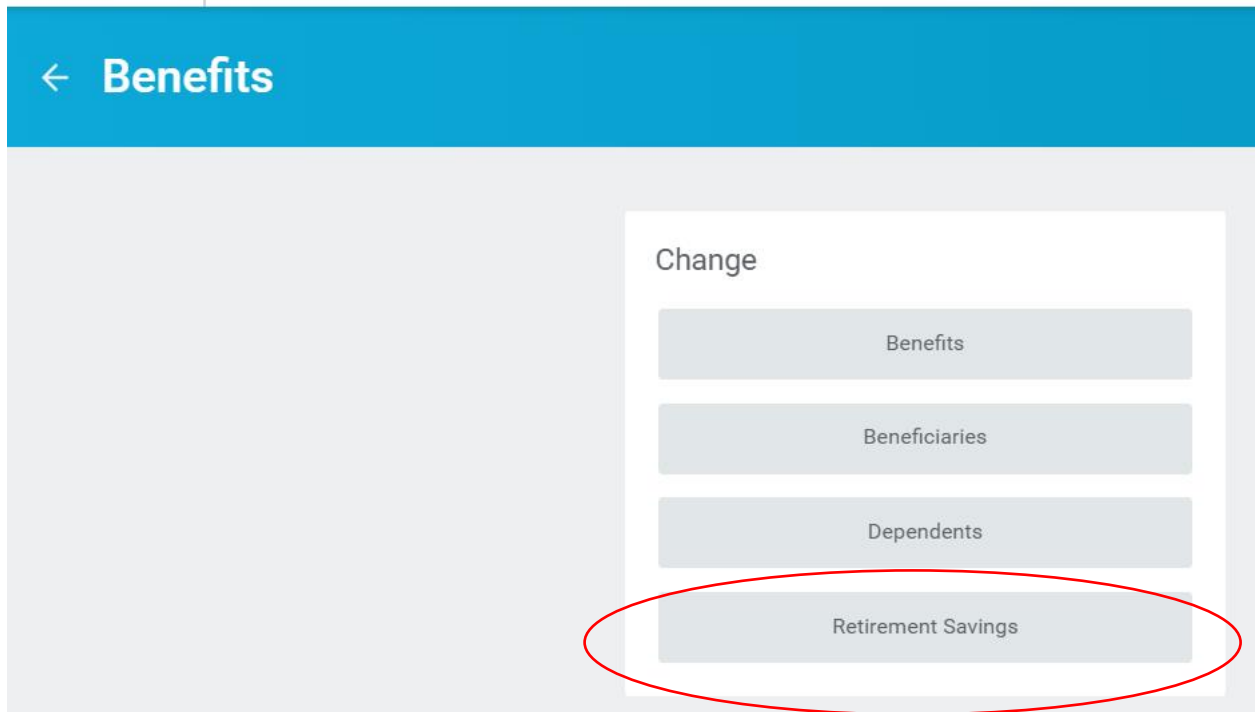 Benefits
Change
Benefits
Beneficiaries
Dependents
Retirement Savings